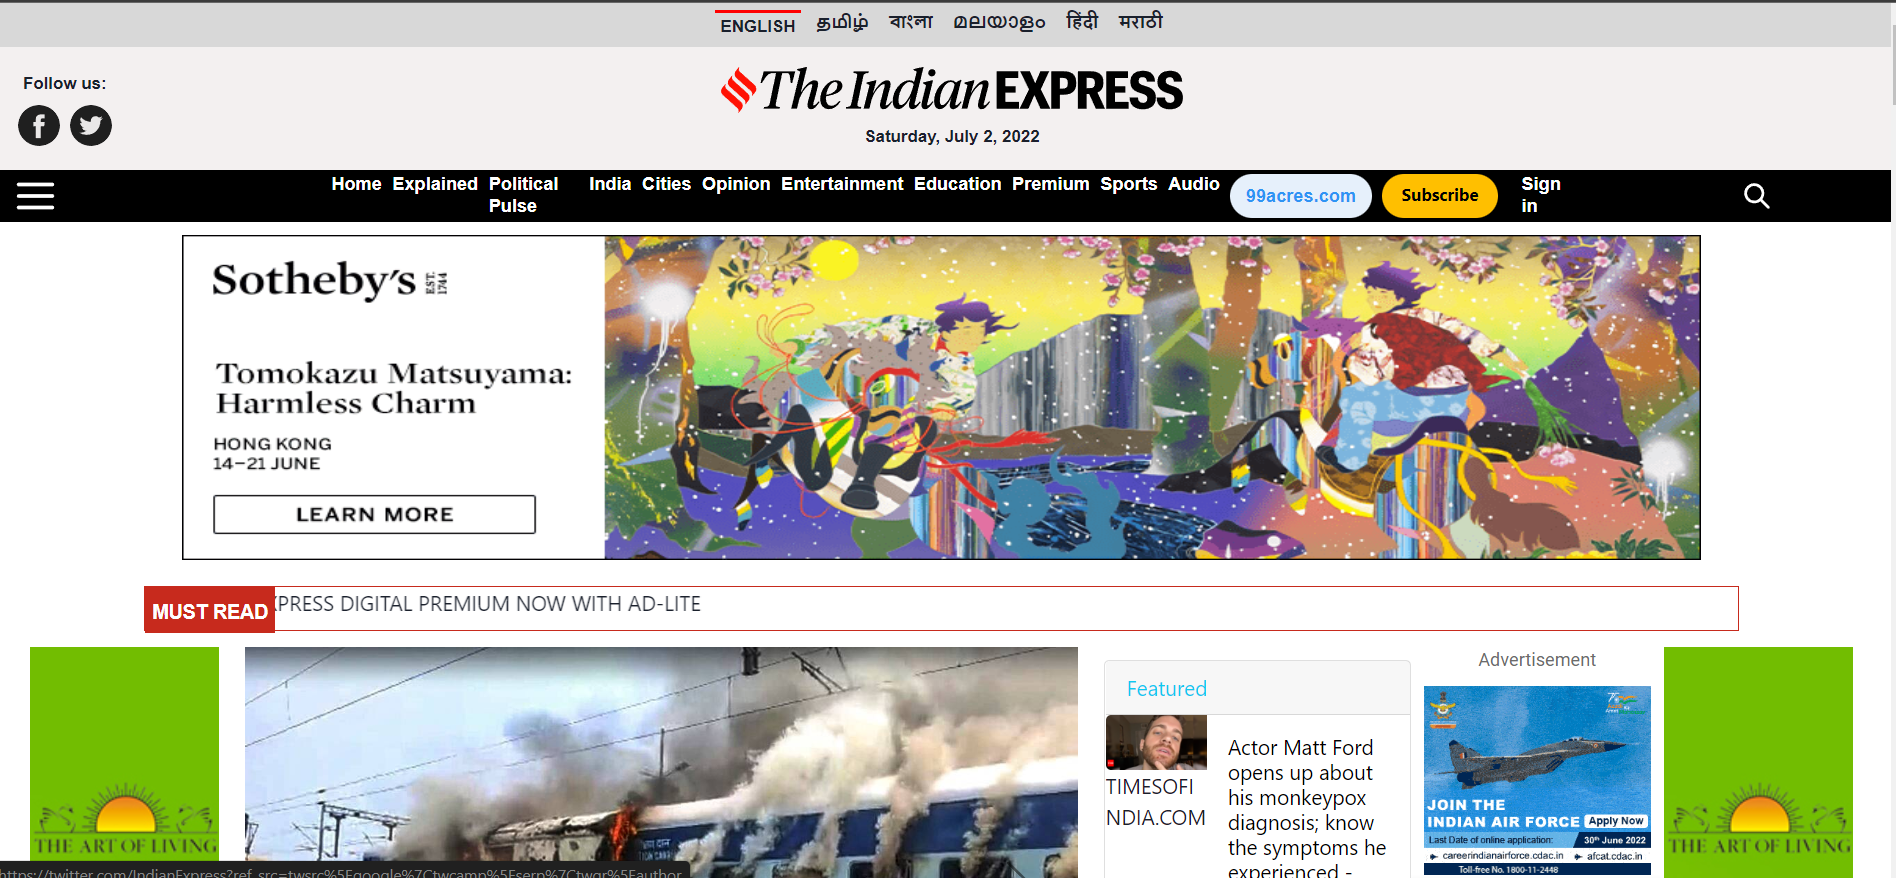 ENGLISH தமிழ் বাংলা മലയാളം हिंदी मराठी
Follow us:
The Indian EXPRESS
Saturday, July 2, 2022
Home Explained Political Pulse India Cities Opinion Entertainment Education Premium Sports Audio 99acres.com Subscribe Sign in
Sotheby's EST. 1744
Tomokazu Matsuyama:
Harmless Charm
HONG KONG
14–21 JUNE
LEARN MORE
MUST READ XPRESS DIGITAL PREMIUM NOW WITH AD-LITE
THE ART OF LIVING
Featured
TIMESOFI
NDIA.COM
Actor Matt Ford
opens up about
his monkeypox
diagnosis; know
the symptoms he
experienced -
Advertisement
JOIN THE
INDIAN AIR FORCE Apply Now
Last Date of online application: 30th June 2022
careerindianairforce.cdac.in afcat.cdac.in
Toll-free No. 1800-11-2448
THE ART OF LIVING
https://twitter.com/IndianExpress?ref_src=twsrc%5Egoogle%7Ctwcamp%5Eserp%7Ctwgr%5Eauthor